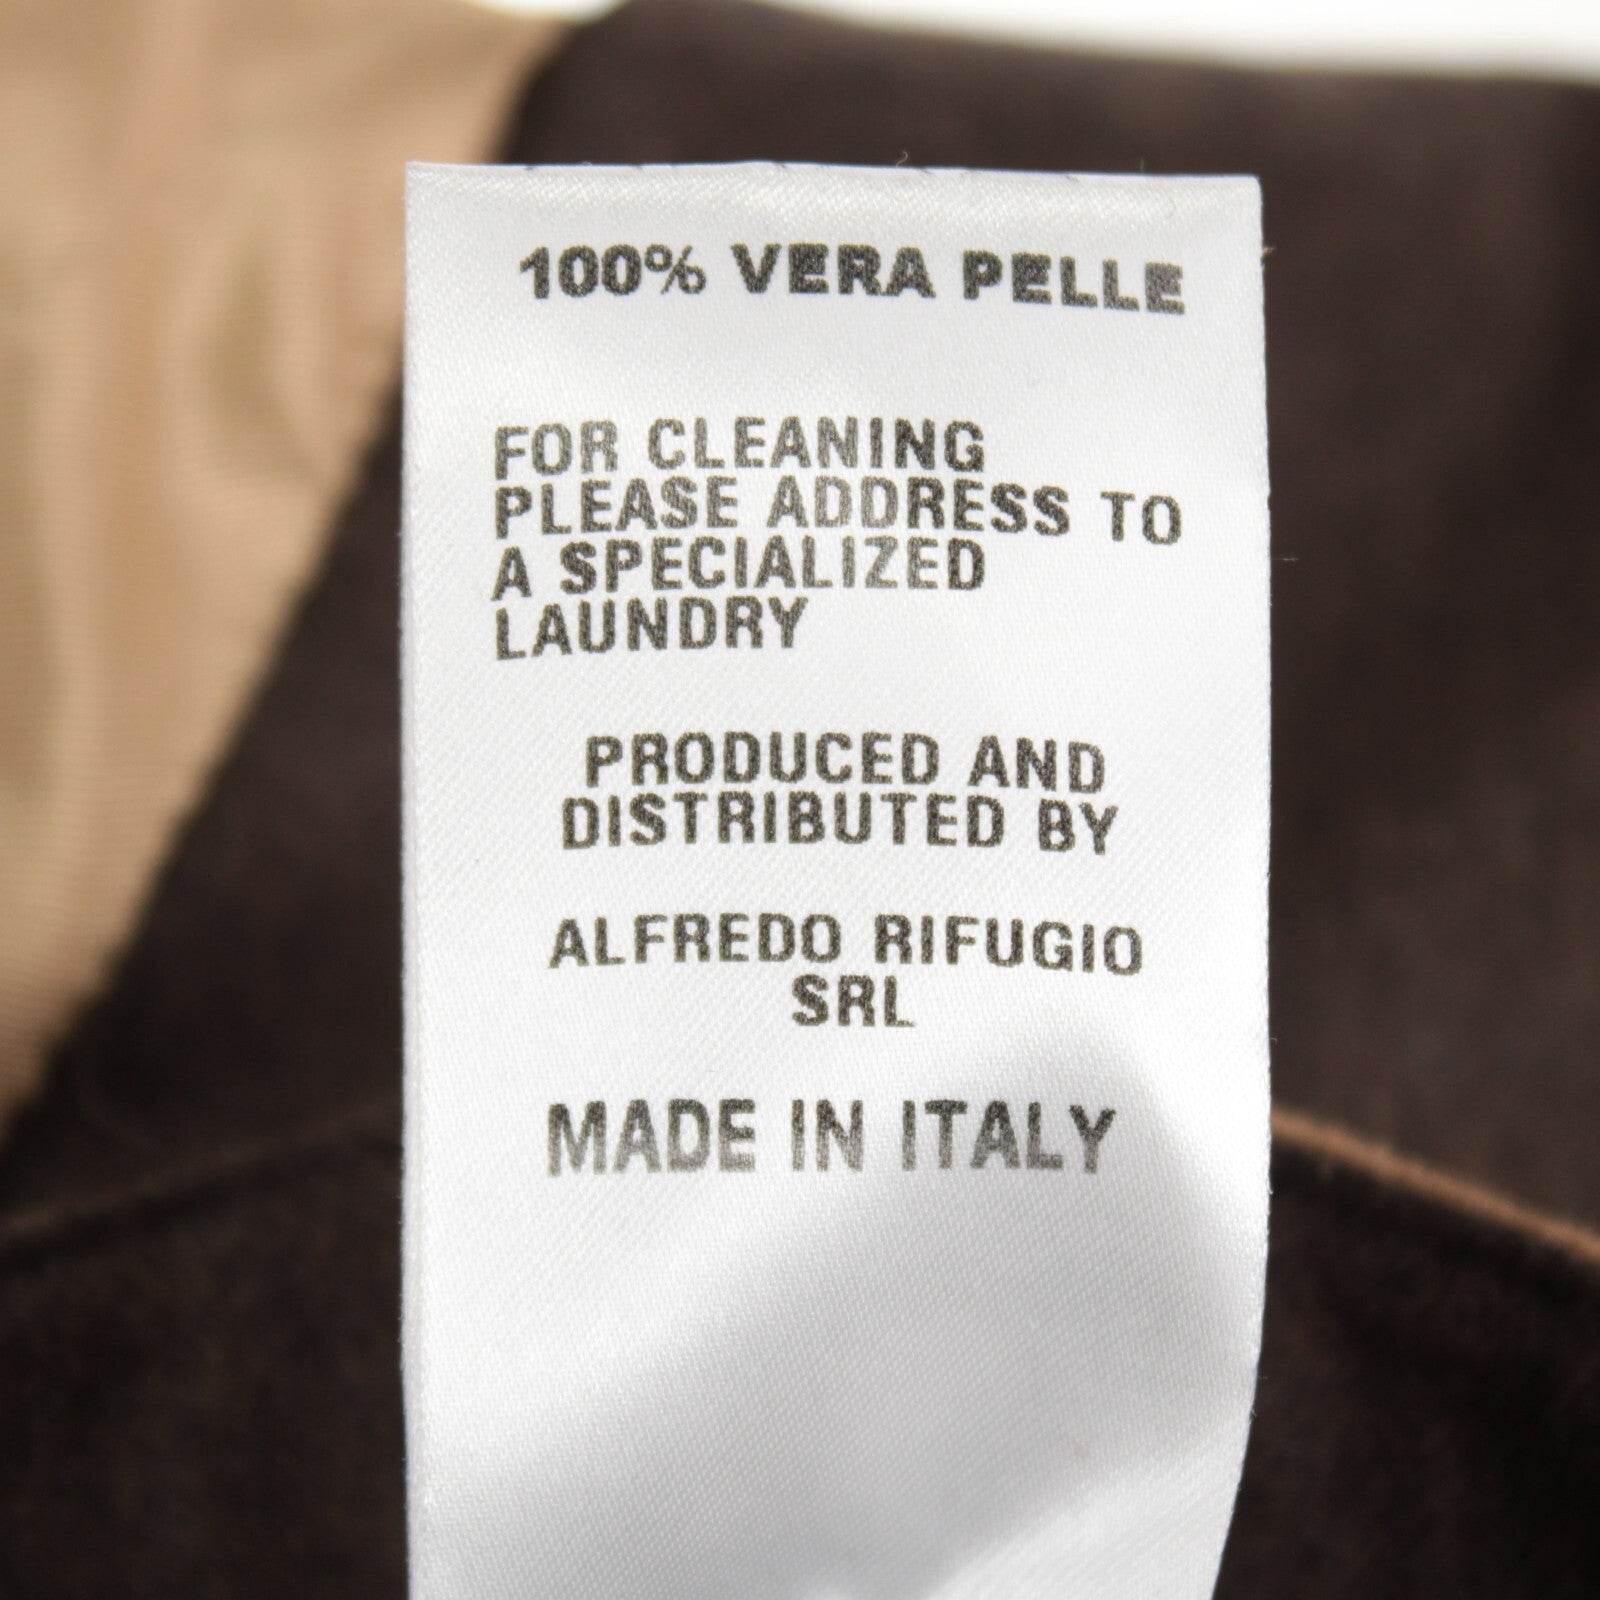 100% VERA PELLE
FOR CLEANING
PLEASE ADDRESS TO
A SPECIALIZED
LAUNDRY
PRODUCED AND
DISTRIBUTED BY
ALFREDO RIFUGIO
SRL
MADE IN ITALY